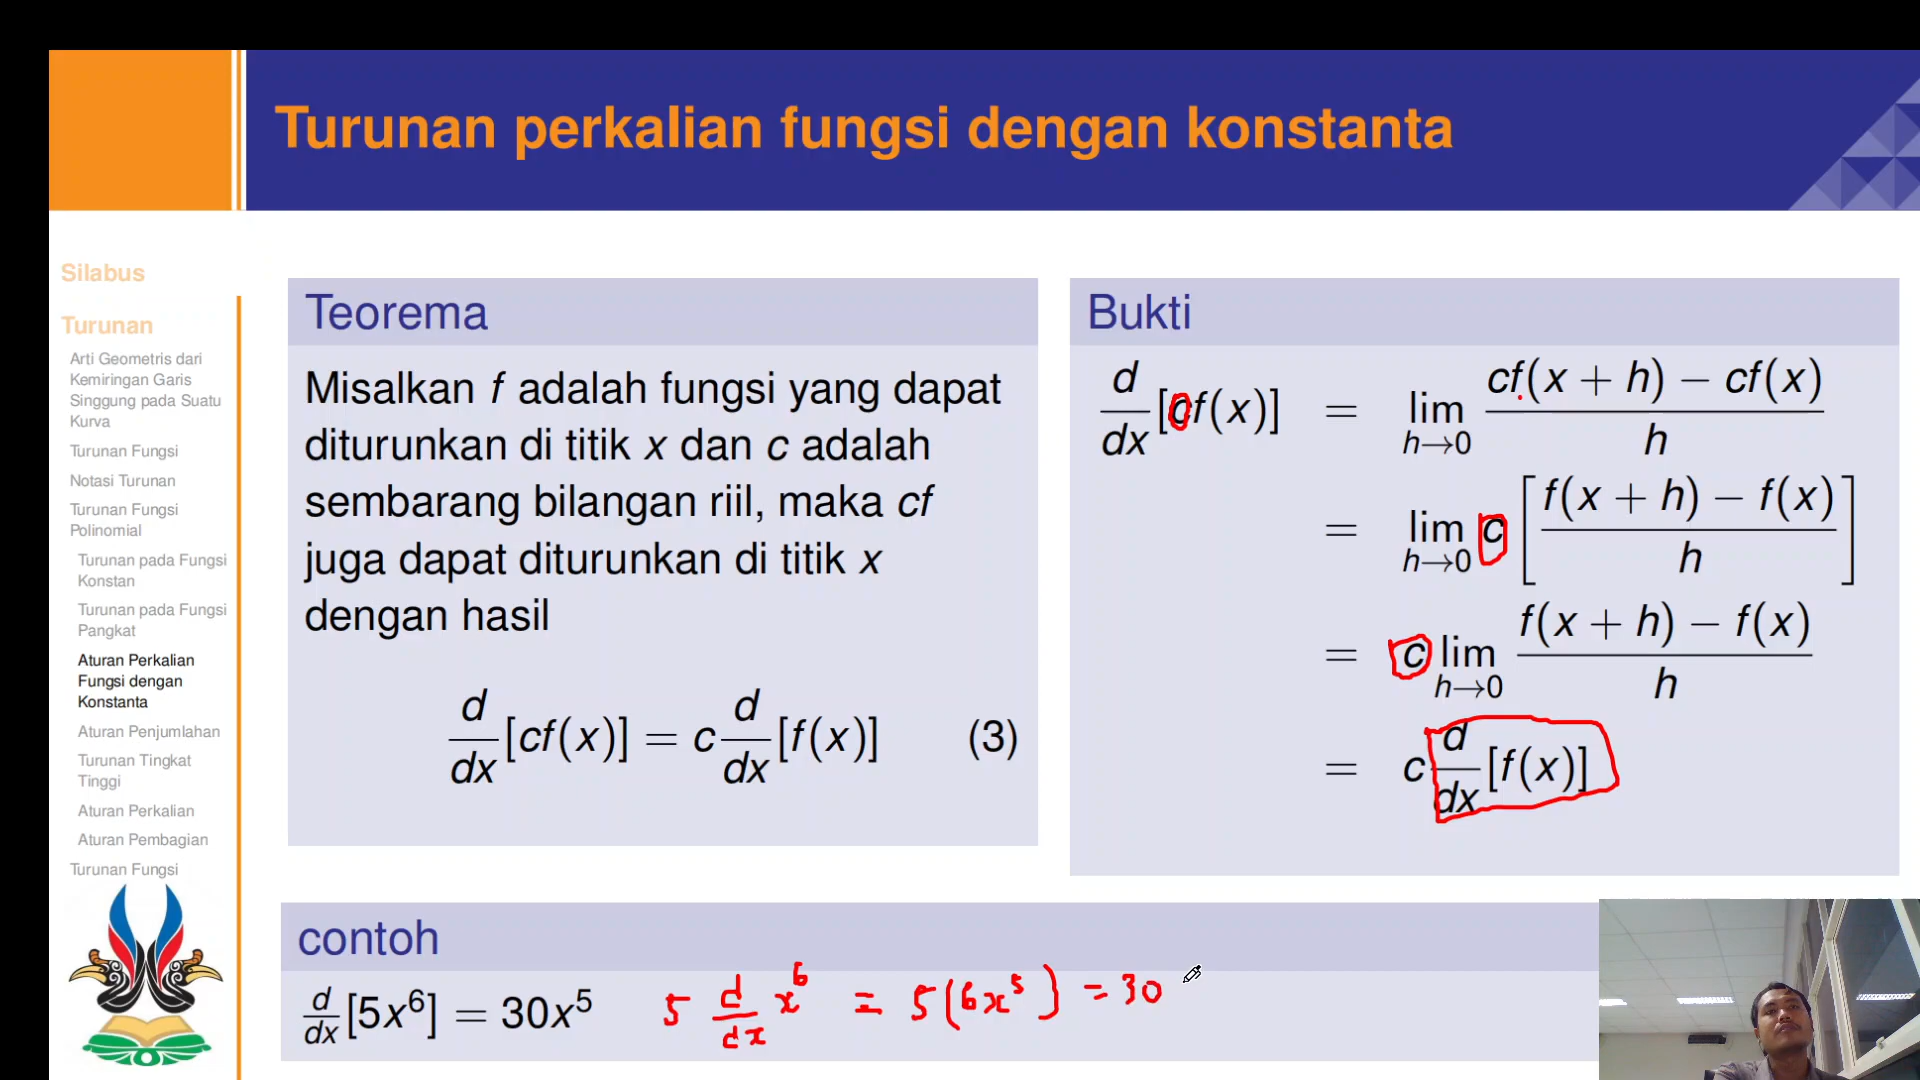 Turunan perkalian fungsi dengan konstanta
Silabus
Turunan
Arti Geometris dari
Kemiringan Garis
Singgung pada Suatu
Kurva
Turunan Fungsi
Notasi Turunan
Turunan Fungsi
Polinomial
Turunan pada Fungsi
Konstan
Turunan pada Fungsi
Pangkat
Aturan Perkalian
Fungsi dengan
Konstanta
Aturan Penjumlahan
Turunan Tingkat
Tinggi
Aturan Perkalian
Aturan Pembagian
Turunan Fungsi
Teorema
Misalkan f adalah fungsi yang dapat
diturunkan di titik x dan c adalah
sembarang bilangan riil, maka cf
juga dapat diturunkan di titik x
dengan hasil
d/dx [cf(x)] = c d/dx [f(x)] (3)
Bukti
d/dx [cf(x)] = lim h→0 cf(x + h) − cf(x) / h
= lim h→0 c [ f(x + h) − f(x) / h ]
= c lim h→0 f(x + h) − f(x) / h
= c d/dx [f(x)]
contoh
d/dx [5x⁶] = 30x⁵ 5 d/dx x⁶ = 5(6x⁵) = 30